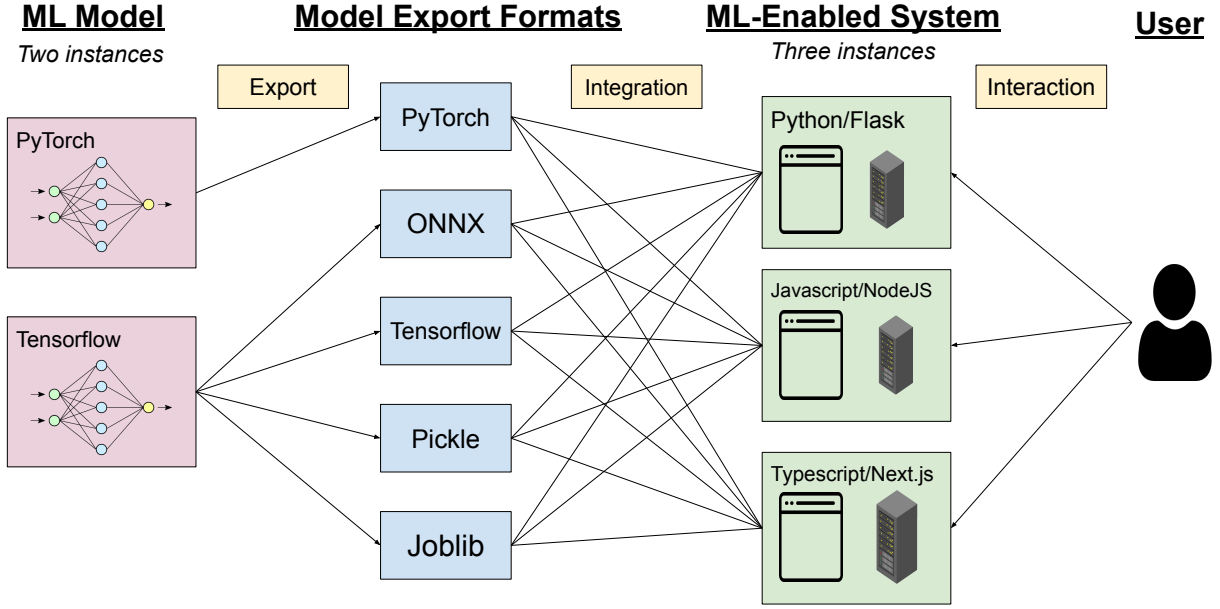 ML Model
Two instances
Model Export Formats
ML-Enabled System
Three instances
User
Export
Integration
Interaction
PyTorch
Tensorflow
PyTorch
ONNX
Tensorflow
Pickle
Joblib
Python/Flask
Javascript/NodeJS
Typescript/Next.js